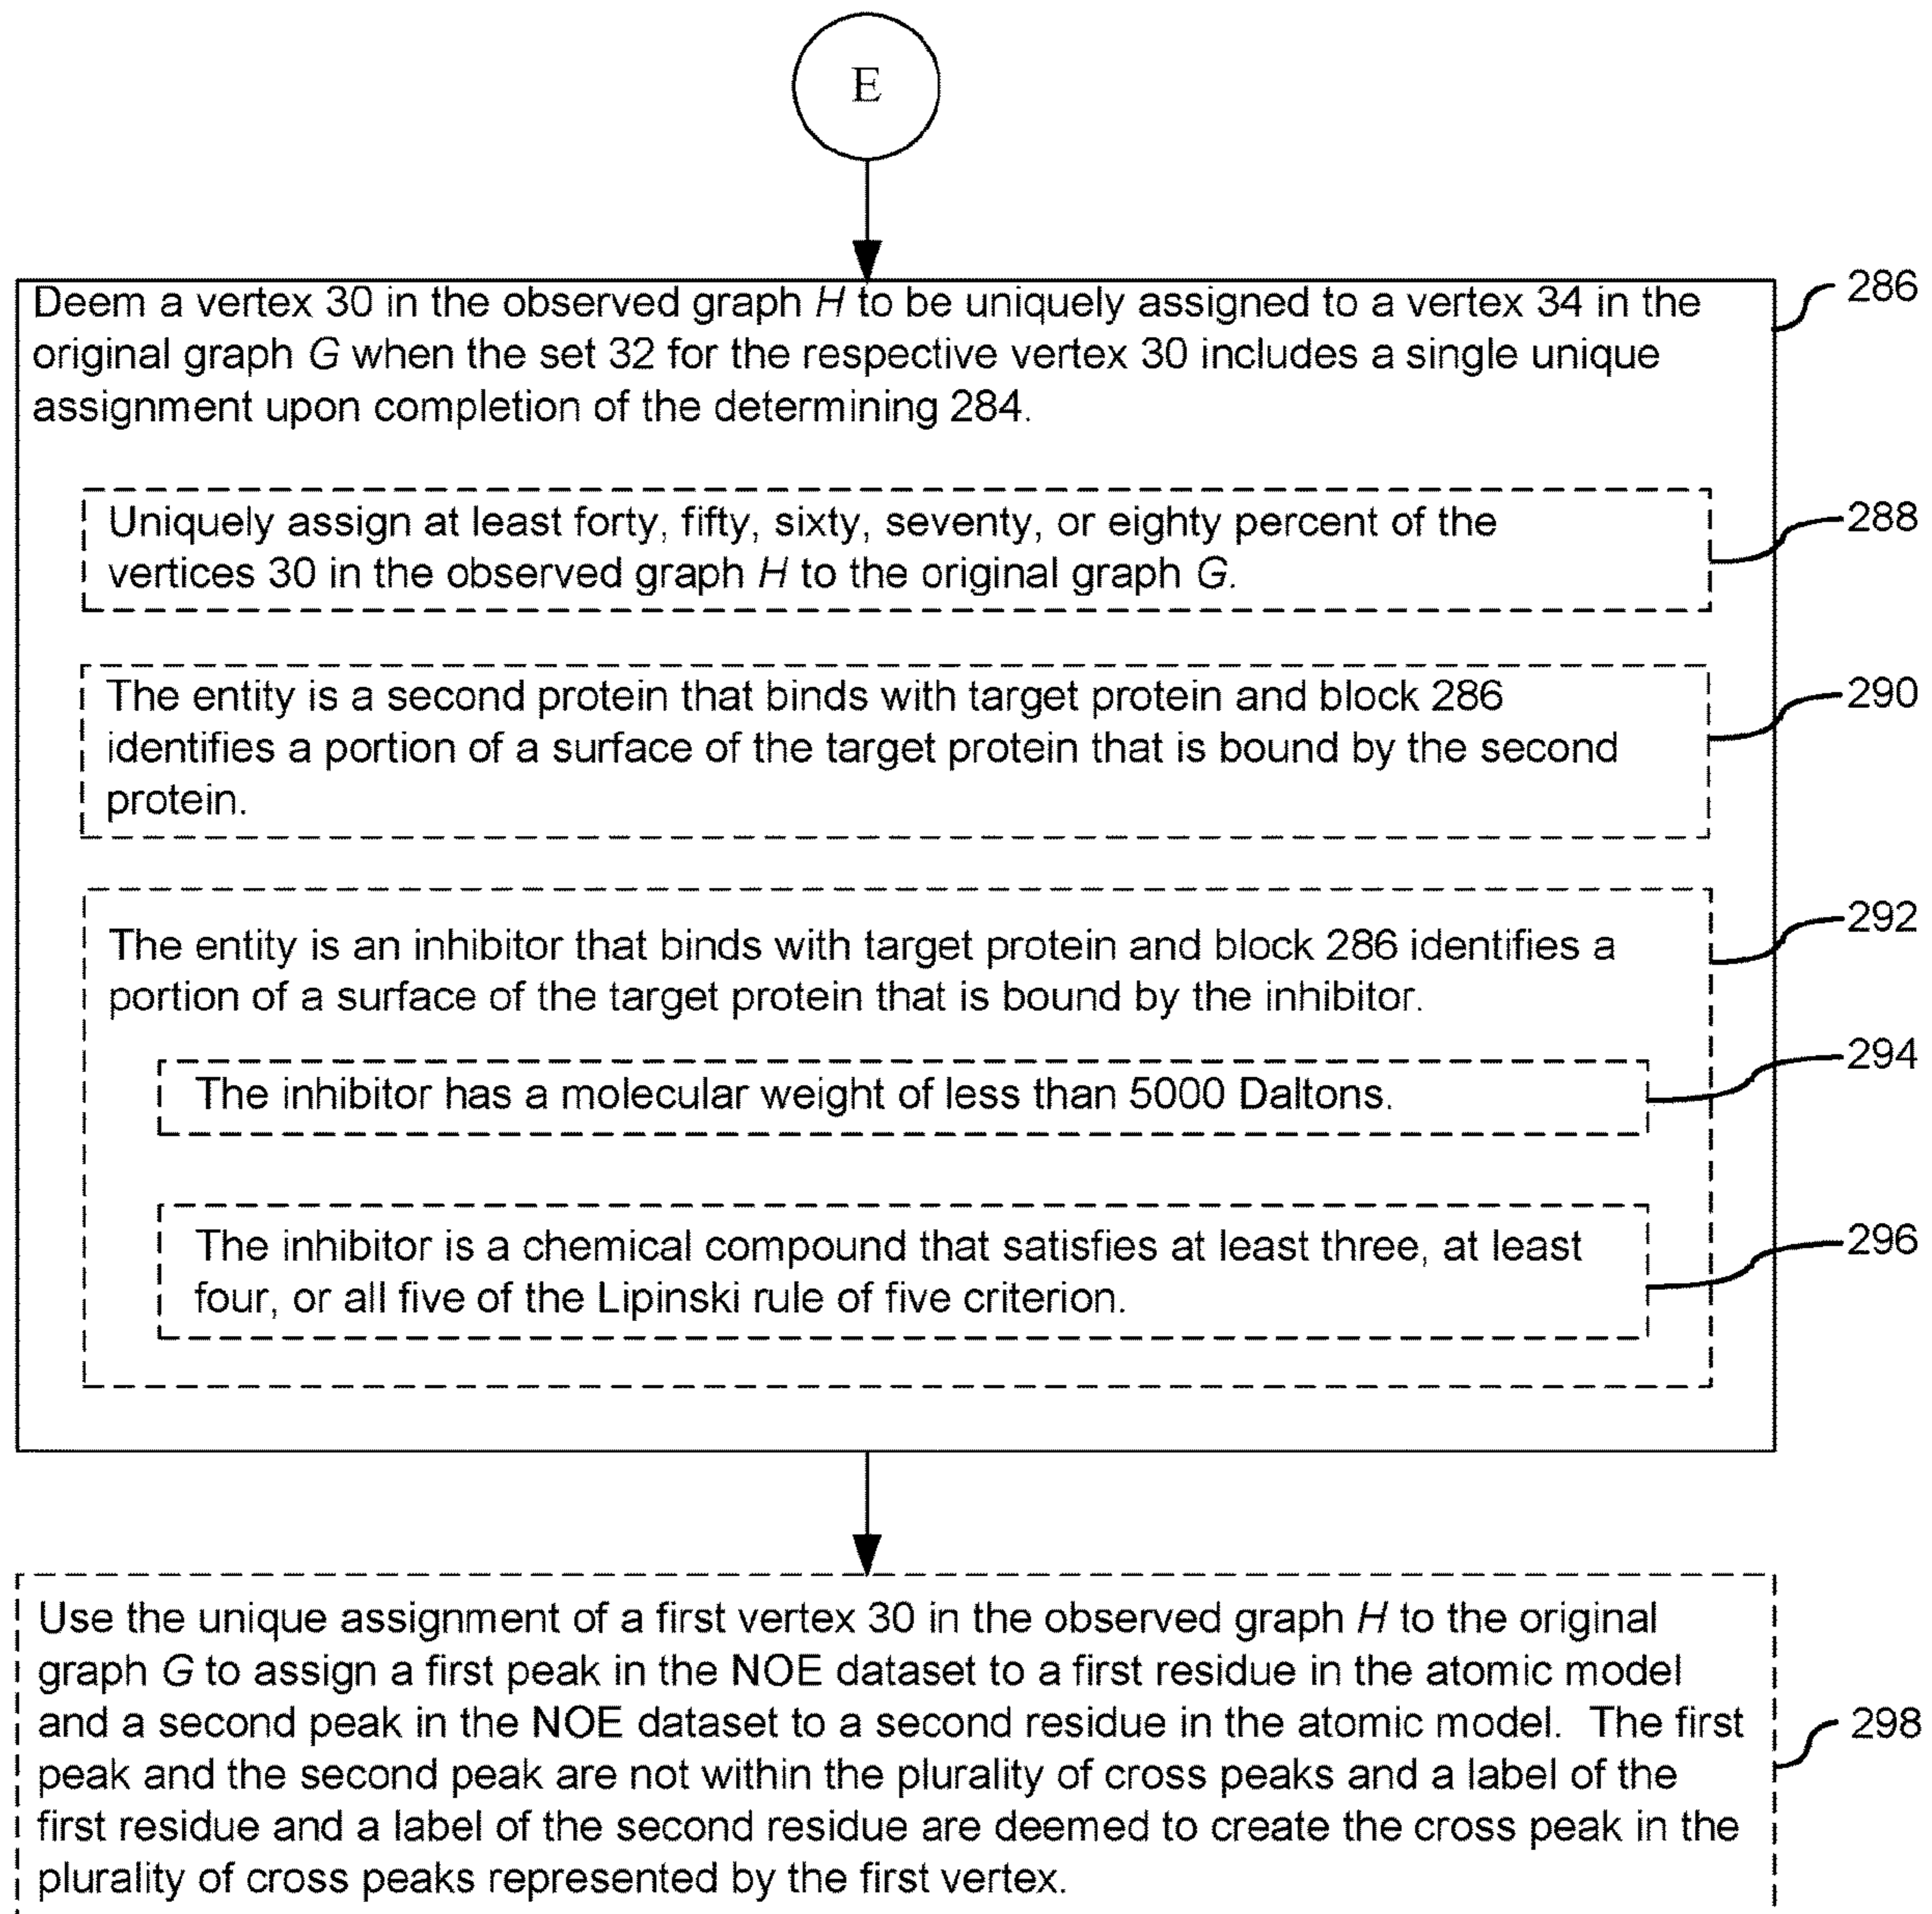 E
Deem a vertex 30 in the observed graph H to be uniquely assigned to a vertex 34 in the
original graph G when the set 32 for the respective vertex 30 includes a single unique
assignment upon completion of the determining 284.
286
Uniquely assign at least forty, fifty, sixty, seventy, or eighty percent of the
vertices 30 in the observed graph H to the original graph G.
288
The entity is a second protein that binds with target protein and block 286
identifies a portion of a surface of the target protein that is bound by the second
protein.
290
The entity is an inhibitor that binds with target protein and block 286 identifies a
portion of a surface of the target protein that is bound by the inhibitor.
292
The inhibitor has a molecular weight of less than 5000 Daltons.
294
The inhibitor is a chemical compound that satisfies at least three, at least
four, or all five of the Lipinski rule of five criterion.
296
Use the unique assignment of a first vertex 30 in the observed graph H to the original
graph G to assign a first peak in the NOE dataset to a first residue in the atomic model
and a second peak in the NOE dataset to a second residue in the atomic model. The first
peak and the second peak are not within the plurality of cross peaks and a label of the
first residue and a label of the second residue are deemed to create the cross peak in the
plurality of cross peaks represented by the first vertex.
298